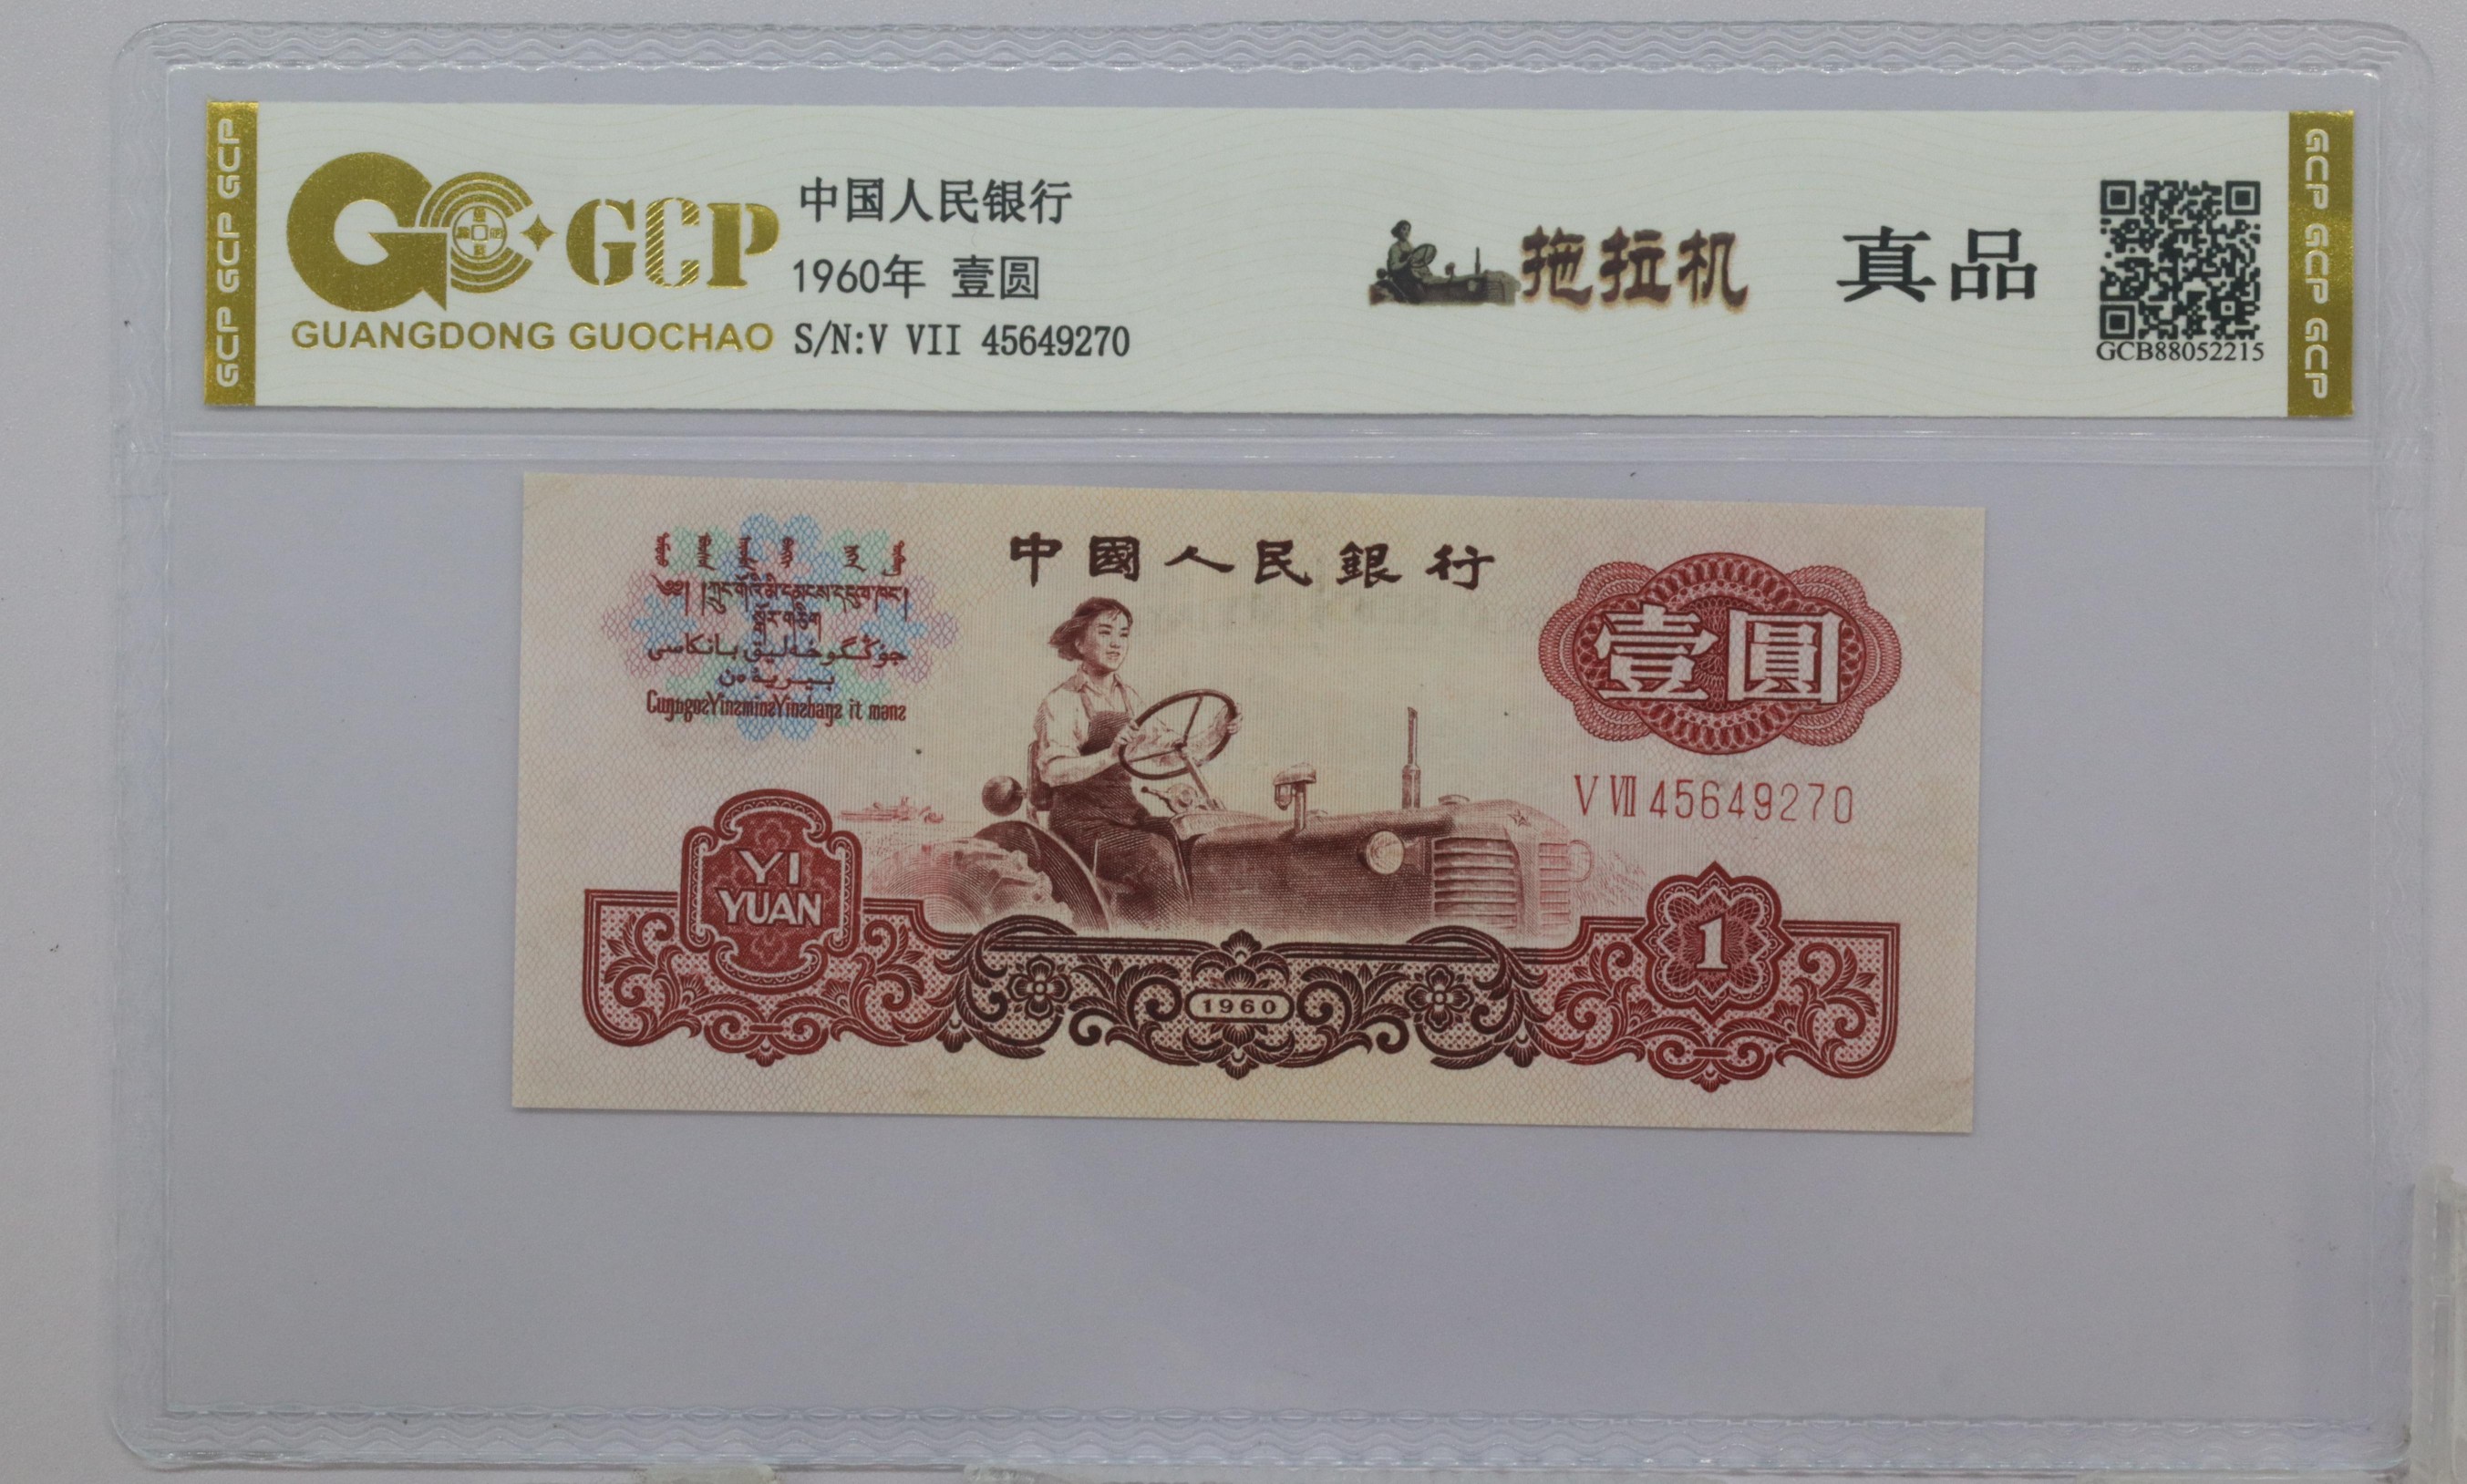 GCP GCP GCP
GCP
GUANGDONG GUOCHAO
中国人民银行
1960年 壹圆
S/N:V VII 45649270
拖拉机
真品
GCB88052215
GCP GCP GCP
中國人民銀行
壹圓
V VII 45649270
YI
YUAN
1
1960